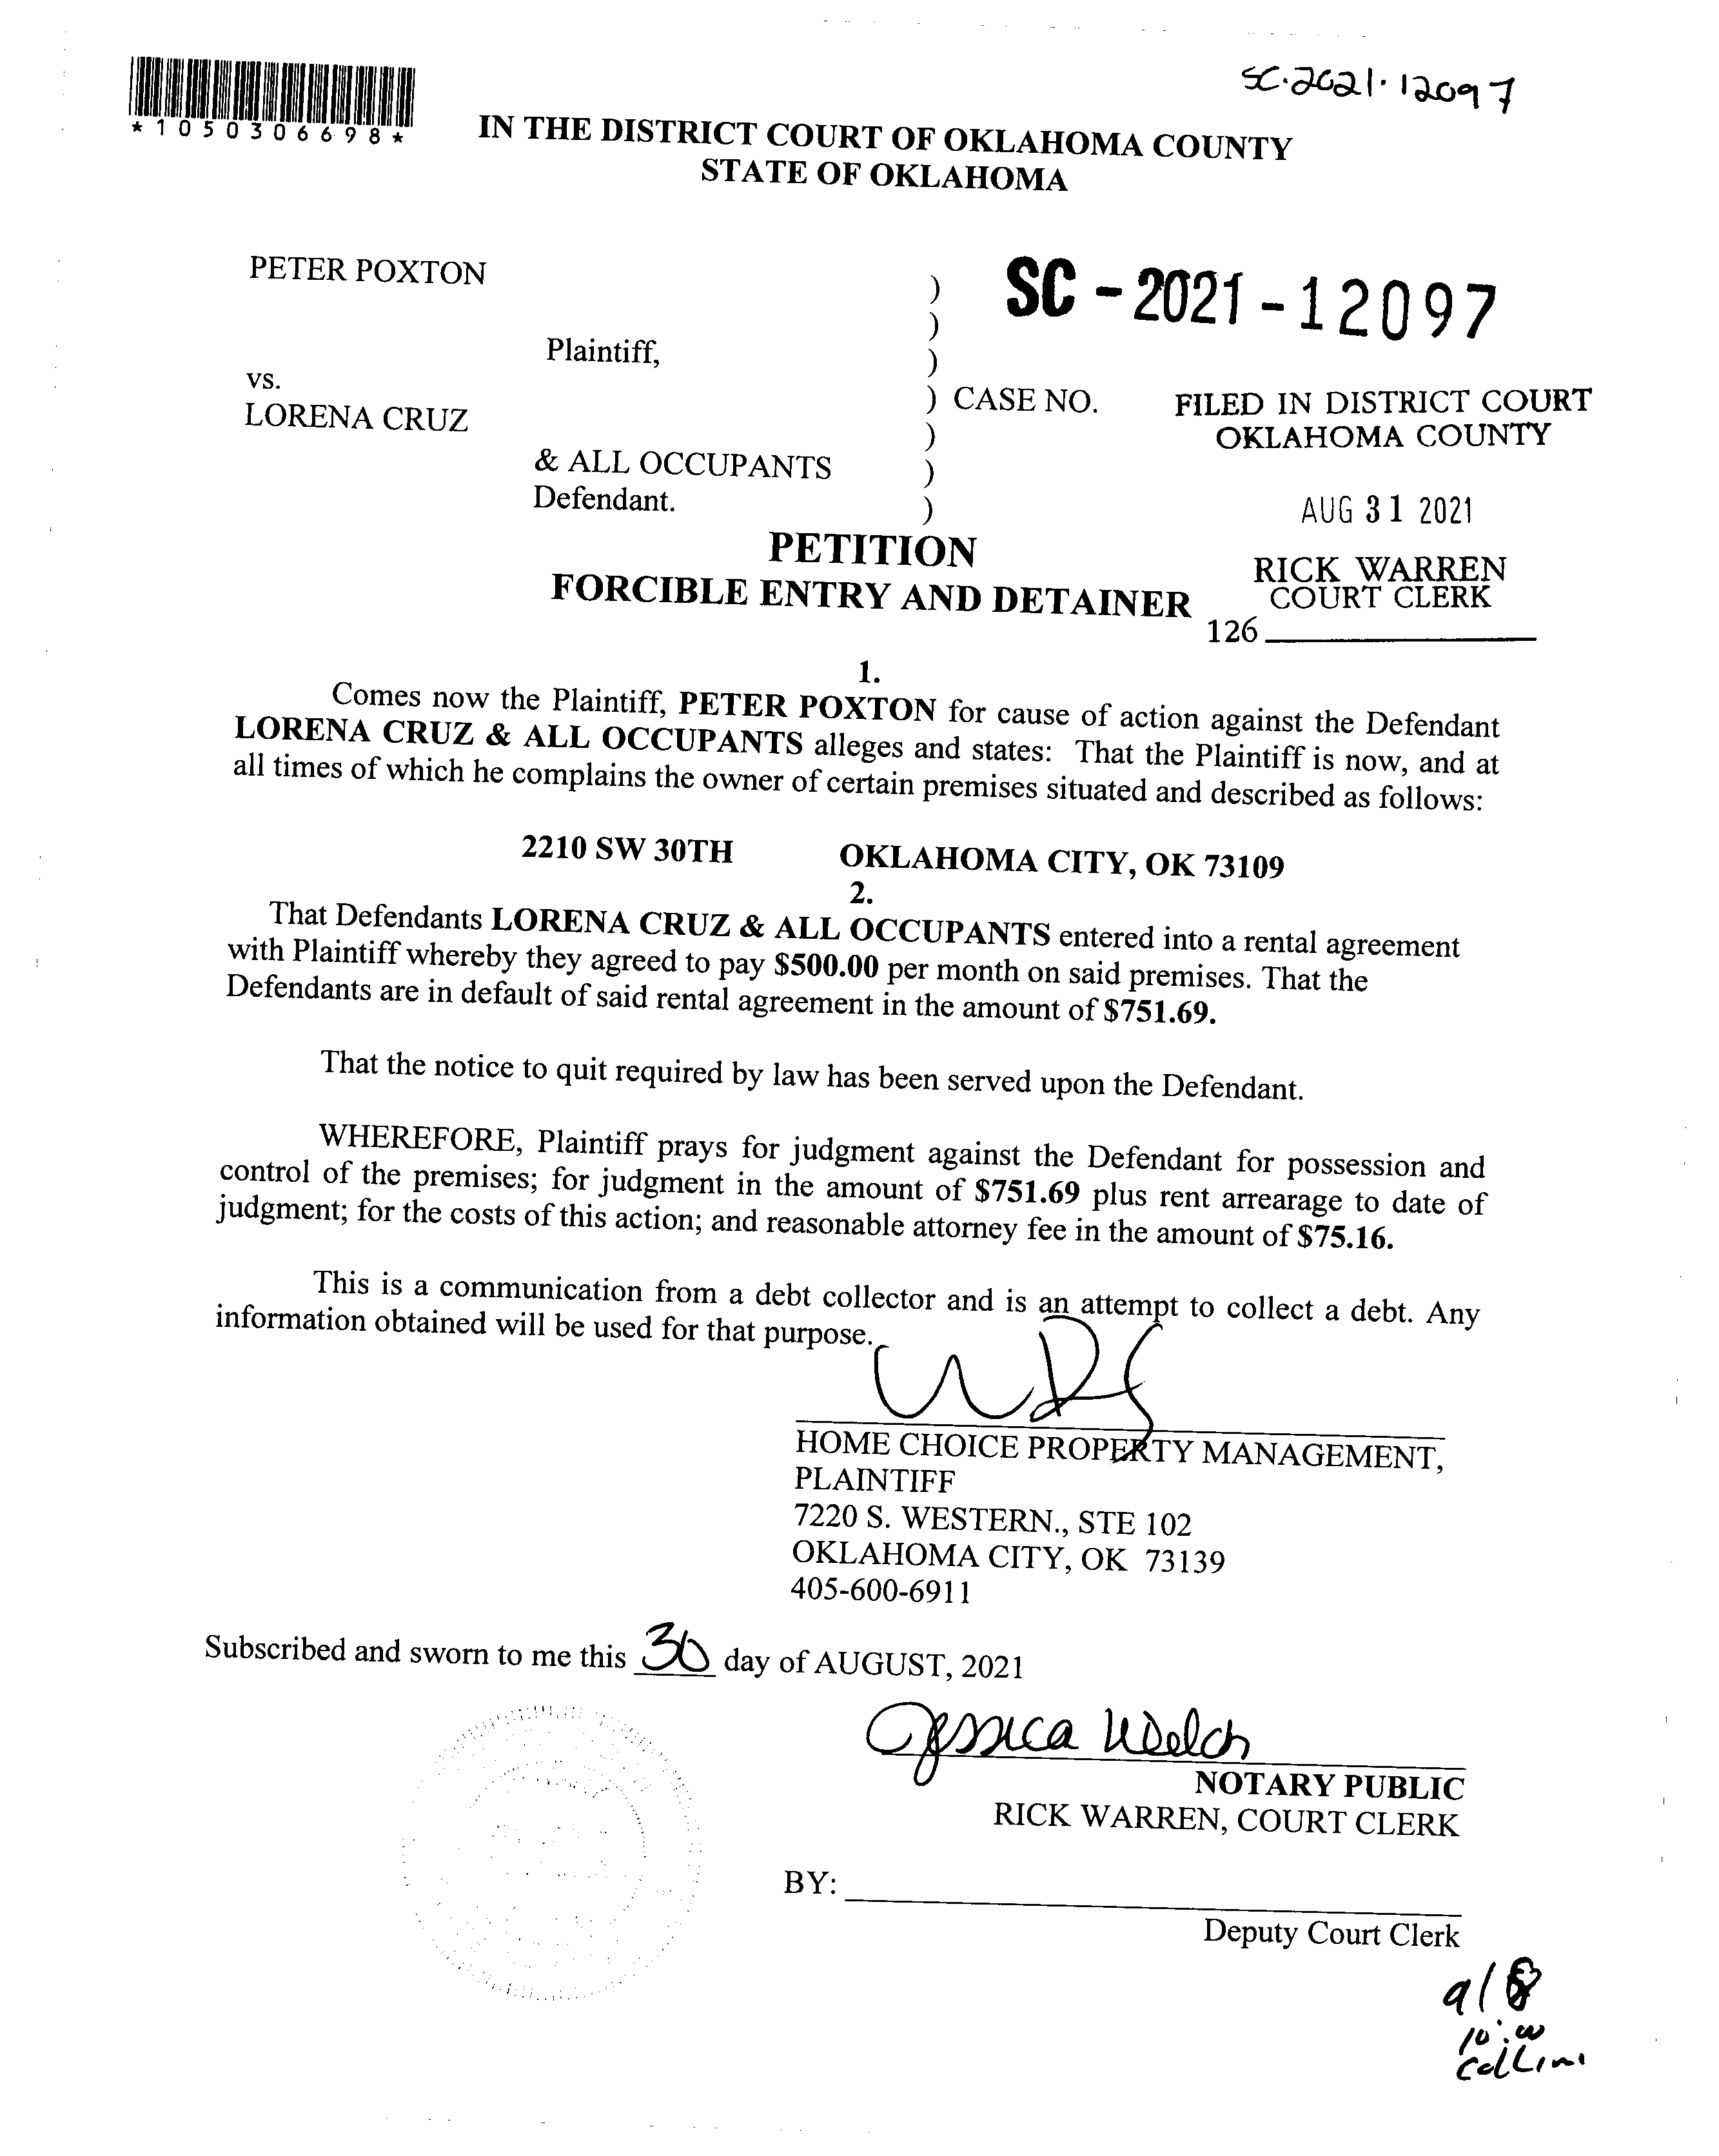 SC-2021-12097
*1050306698*
IN THE DISTRICT COURT OF OKLAHOMA COUNTY
STATE OF OKLAHOMA
PETER POXTON
Plaintiff,
vs.
LORENA CRUZ
& ALL OCCUPANTS
Defendant.
)
)
)
)
)
)
)
SC-2021-12097
CASE NO.
FILED IN DISTRICT COURT
OKLAHOMA COUNTY
AUG 31 2021
RICK WARREN
COURT CLERK
126
PETITION
FORCIBLE ENTRY AND DETAINER
1.
Comes now the Plaintiff, PETER POXTON for cause of action against the Defendant
LORENA CRUZ & ALL OCCUPANTS alleges and states: That the Plaintiff is now, and at
all times of which he complains the owner of certain premises situated and described as follows:
2210 SW 30TH OKLAHOMA CITY, OK 73109
2.
That Defendants LORENA CRUZ & ALL OCCUPANTS entered into a rental agreement
with Plaintiff whereby they agreed to pay $500.00 per month on said premises. That the
Defendants are in default of said rental agreement in the amount of $751.69.
That the notice to quit required by law has been served upon the Defendant.
WHEREFORE, Plaintiff prays for judgment against the Defendant for possession and
control of the premises; for judgment in the amount of $751.69 plus rent arrearage to date of
judgment; for the costs of this action; and reasonable attorney fee in the amount of $75.16.
This is a communication from a debt collector and is an attempt to collect a debt. Any
information obtained will be used for that purpose.
HOME CHOICE PROPERTY MANAGEMENT,
PLAINTIFF
7220 S. WESTERN., STE 102
OKLAHOMA CITY, OK 73139
405-600-6911
Subscribed and sworn to me this 30 day of AUGUST, 2021
Jessica Welch
NOTARY PUBLIC
RICK WARREN, COURT CLERK
BY:
Deputy Court Clerk
9/8
10:00
Collins